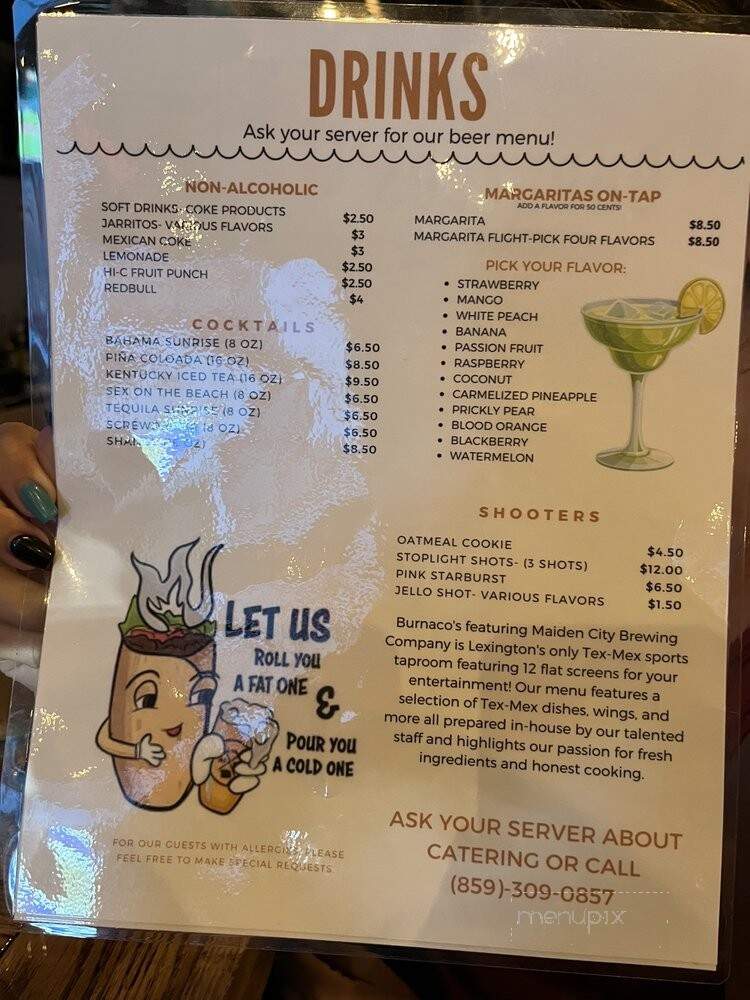 DRINKS
Ask your server for our beer menu!
NON-ALCOHOLIC
SOFT DRINKS- COKE PRODUCTS $2.50
JARRITOS- VARIOUS FLAVORS $3
MEXICAN COKE $3
LEMONADE $2.50
HI-C FRUIT PUNCH $2.50
REDBULL $4
COCKTAILS
BAHAMA SUNRISE (8 OZ) $6.50
PIÑA COLOADA (16 OZ) $8.50
KENTUCKY ICED TEA (16 OZ) $9.50
SEX ON THE BEACH (8 OZ) $6.50
TEQUILA SUNRISE (8 OZ) $6.50
(8 OZ) $6.50
OZ) $8.50
MARGARITAS ON-TAP
ADD A FLAVOR FOR 50 CENTS!
MARGARITA $8.50
MARGARITA FLIGHT-PICK FOUR FLAVORS $8.50
PICK YOUR FLAVOR:
• STRAWBERRY
• MANGO
• WHITE PEACH
• BANANA
• PASSION FRUIT
• RASPBERRY
• COCONUT
• CARMELIZED PINEAPPLE
• PRICKLY PEAR
• BLOOD ORANGE
• BLACKBERRY
• WATERMELON
SHOOTERS
OATMEAL COOKIE $4.50
STOPLIGHT SHOTS- (3 SHOTS) $12.00
PINK STARBURST $6.50
JELLO SHOT- VARIOUS FLAVORS $1.50
Burnaco's featuring Maiden City Brewing
Company is Lexington's only Tex-Mex sports
taproom featuring 12 flat screens for your
entertainment! Our menu features a
selection of Tex-Mex dishes, wings, and
more all prepared in-house by our talented
staff and highlights our passion for fresh
ingredients and honest cooking.
LET US
ROLL YOU
A FAT ONE
&
POUR YOU
A COLD ONE
FOR OUR GUESTS WITH ALLERGIES, PLEASE
FEEL FREE TO MAKE SPECIAL REQUESTS
ASK YOUR SERVER ABOUT
CATERING OR CALL
(859)-309-0857
menupix